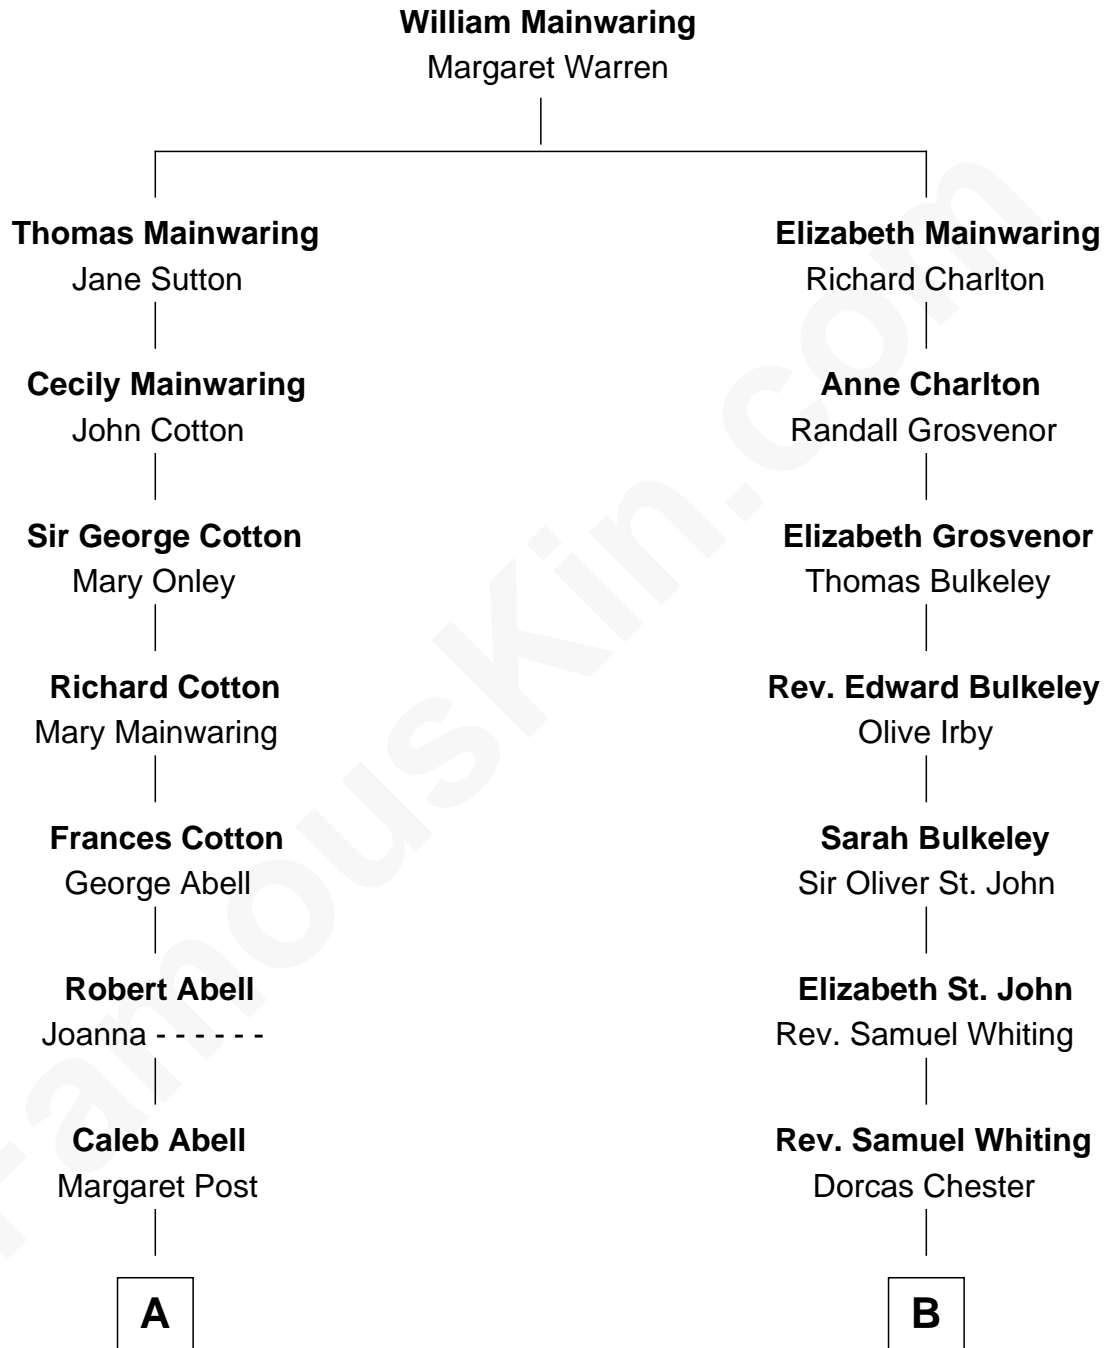 William Mainwaring
Margaret Warren
Thomas Mainwaring
Jane Sutton
Cecily Mainwaring
John Cotton
Sir George Cotton
Mary Onley
Richard Cotton
Mary Mainwaring
Frances Cotton
George Abell
Robert Abell
Joanna - - - - - -
Caleb Abell
Margaret Post
A
Elizabeth Mainwaring
Richard Charlton
Anne Charlton
Randall Grosvenor
Elizabeth Grosvenor
Thomas Bulkeley
Rev. Edward Bulkeley
Olive Irby
Sarah Bulkeley
Sir Oliver St. John
Elizabeth St. John
Rev. Samuel Whiting
Rev. Samuel Whiting
Dorcas Chester
B
FamousKin.com